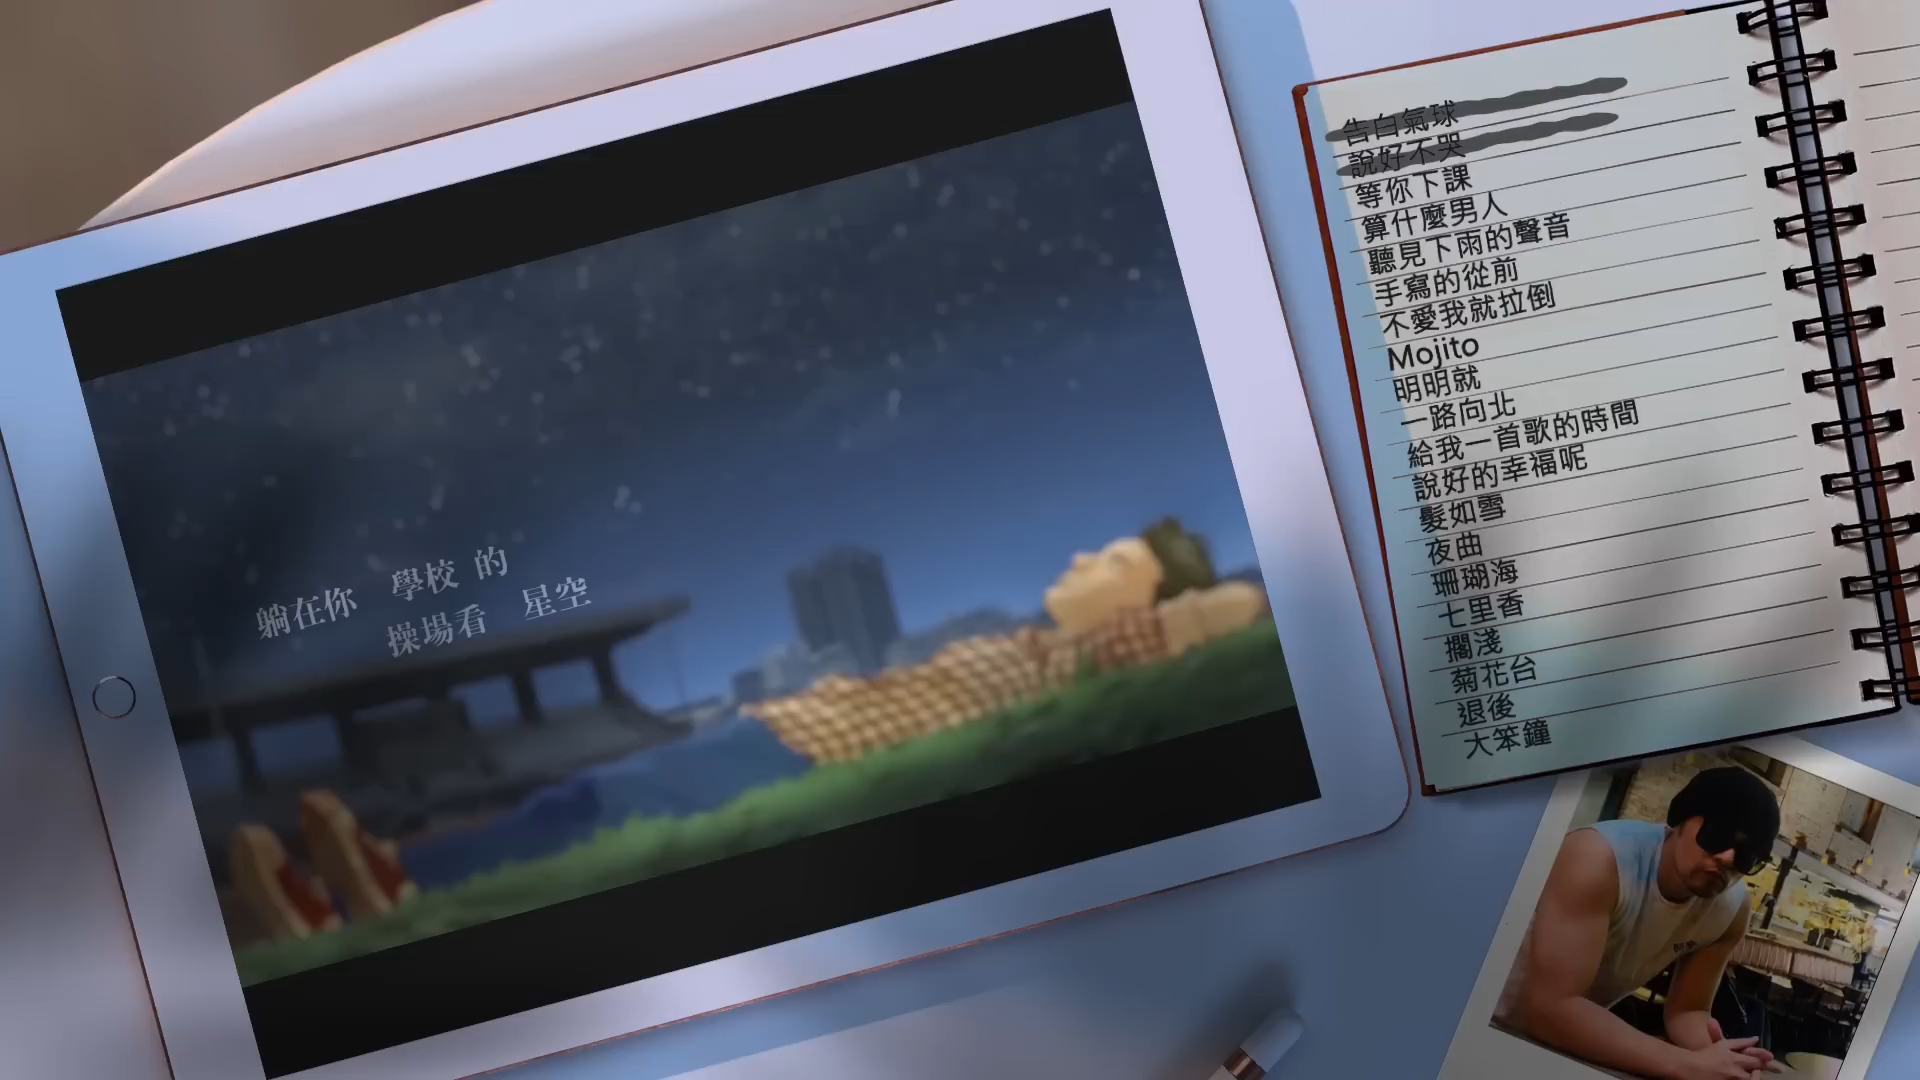 躺在你 學校 的
操場看 星空
告白氣球
說好不哭
等你下課
算什麼男人
聽見下雨的聲音
手寫的從前
不愛我就拉倒
Mojito
明明就
一路向北
給我一首歌的時間
說好的幸福呢
髮如雪
夜曲
珊瑚海
七里香
擱淺
菊花台
退後
大笨鐘